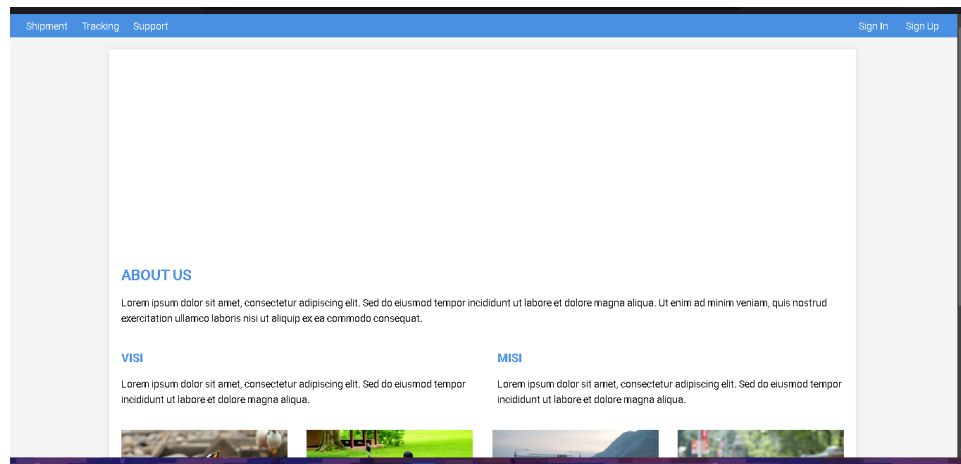 Shipment Tracking Support Sign In Sign Up
ABOUT US
Lorem ipsum dolor sit amet, consectetur adipiscing elit. Sed do eiusmod tempor incididunt ut labore et dolore magna aliqua. Ut enim ad minim veniam, quis nostrud
exercitation ullamco laboris nisi ut aliquip ex ea commodo consequat.
VISI
Lorem ipsum dolor sit amet, consectetur adipiscing elit. Sed do eiusmod tempor
incididunt ut labore et dolore magna aliqua.
MISI
Lorem ipsum dolor sit amet, consectetur adipiscing elit. Sed do eiusmod tempor
incididunt ut labore et dolore magna aliqua.